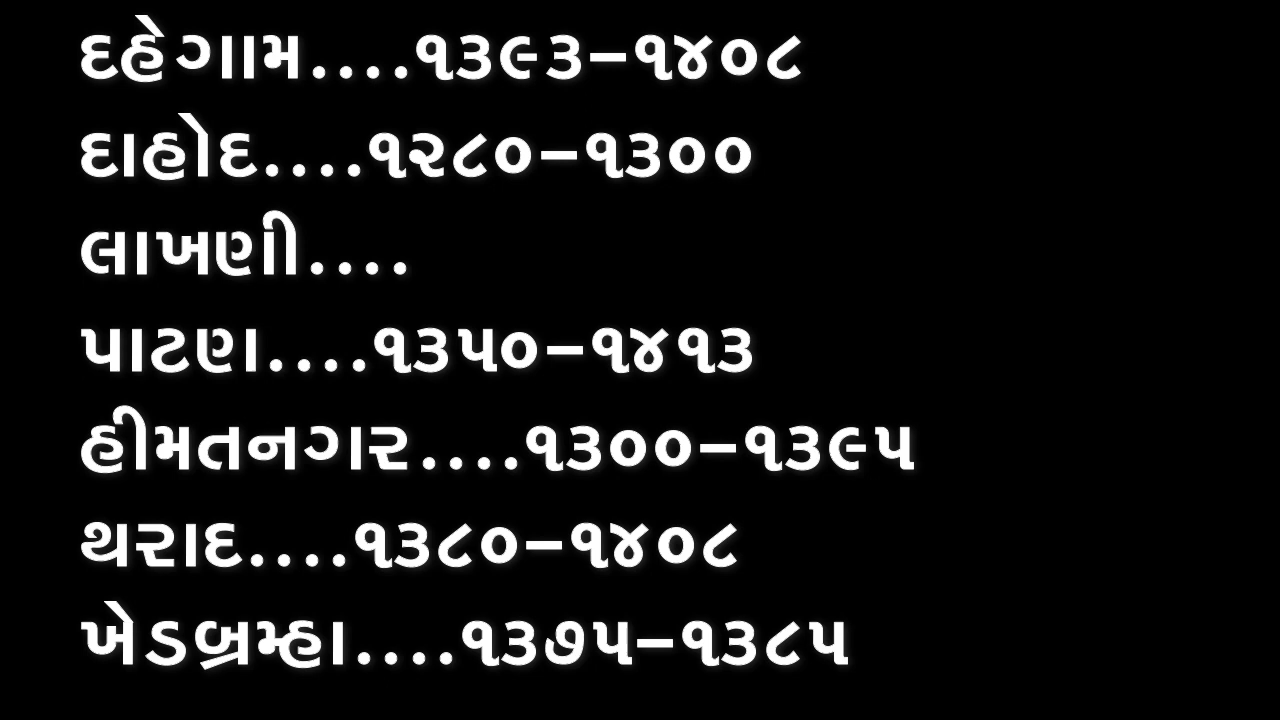 દહેગામ....૧૩૯૩–૧૪૦૮
દાહોદ....૧૨૮૦–૧૩૦૦
લાખણી....
પાટણ....૧૩૫૦–૧૪૧૩
હીમતનગર....૧૩૦૦–૧૩૯૫
થરાદ....૧૩૮૦–૧૪૦૮
ખેડબ્રમ્હા....૧૩૭૫–૧૩૮૫